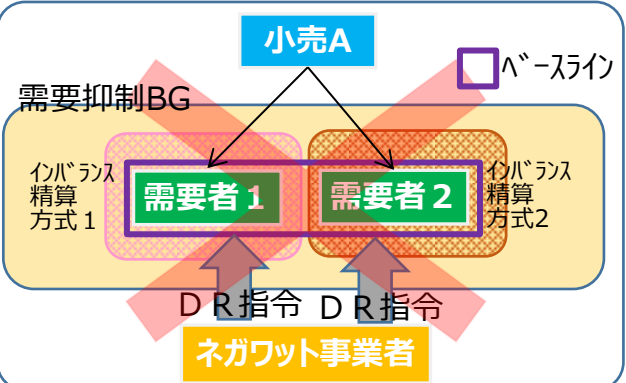 小売A
ベースライン
需要抑制BG
インバランス
精算
方式１
需要者１
需要者２
インバランス
精算
方式2
ＤＲ指令
ＤＲ指令
ネガワット事業者